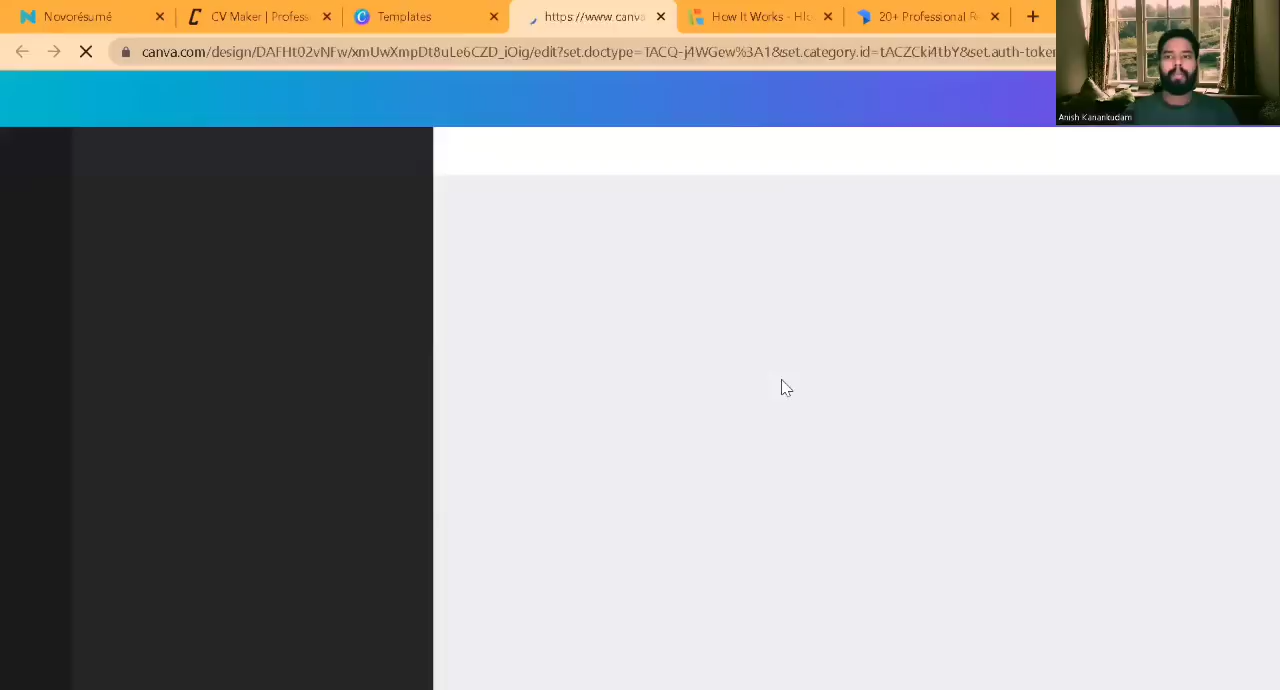 Novorésumé
CV Maker | Profess
Templates
https://www.canva
How It Works - Hlo
20+ Professional R
canva.com/design/DAFHt02vNFw/xmUwXmpDt8uLe6CZD_iOig/edit?set.doctype=TACQ-j4WGew%3A1&set.category.id=tACZCki4tbY&set.auth-token
Anish Kanankudam